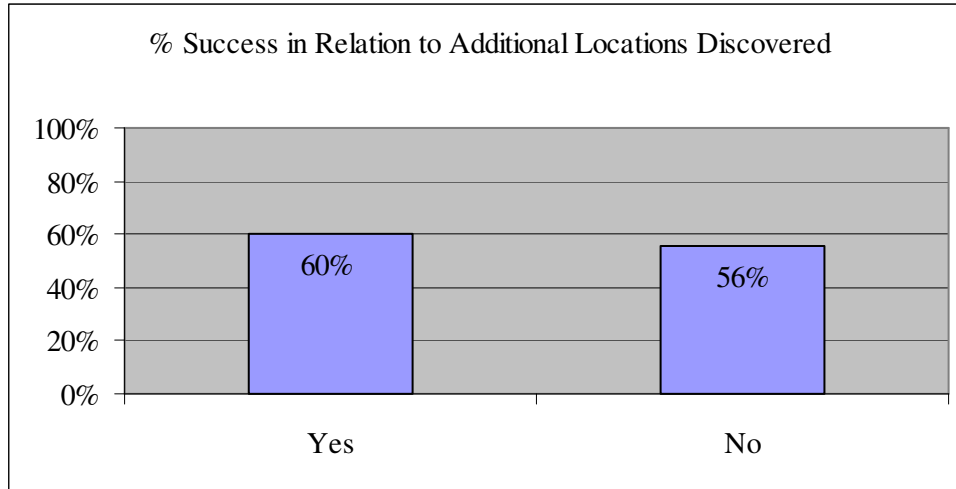 % Success in Relation to Additional Locations Discovered
100%
80%
60%
40%
20%
0%
60%
56%
Yes
No